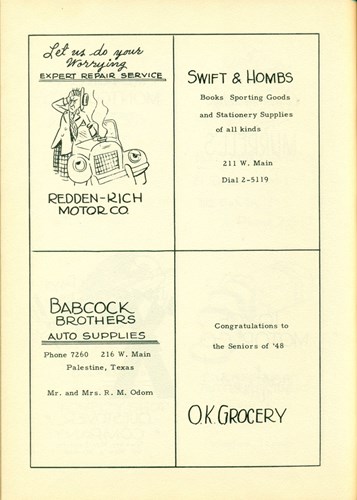 Let us do your
Worrying
EXPERT REPAIR SERVICE
REDDEN-RICH
MOTOR CO.
SWIFT & HOMBS
Books Sporting Goods
and Stationery Supplies
of all kinds
211 W. Main
Dial 2-5119
BABCOCK
BROTHERS
AUTO SUPPLIES
Phone 7260 216 W. Main
Palestine, Texas
Mr. and Mrs. R. M. Odom
Congratulations to
the Seniors of '48
O.K. GROCERY